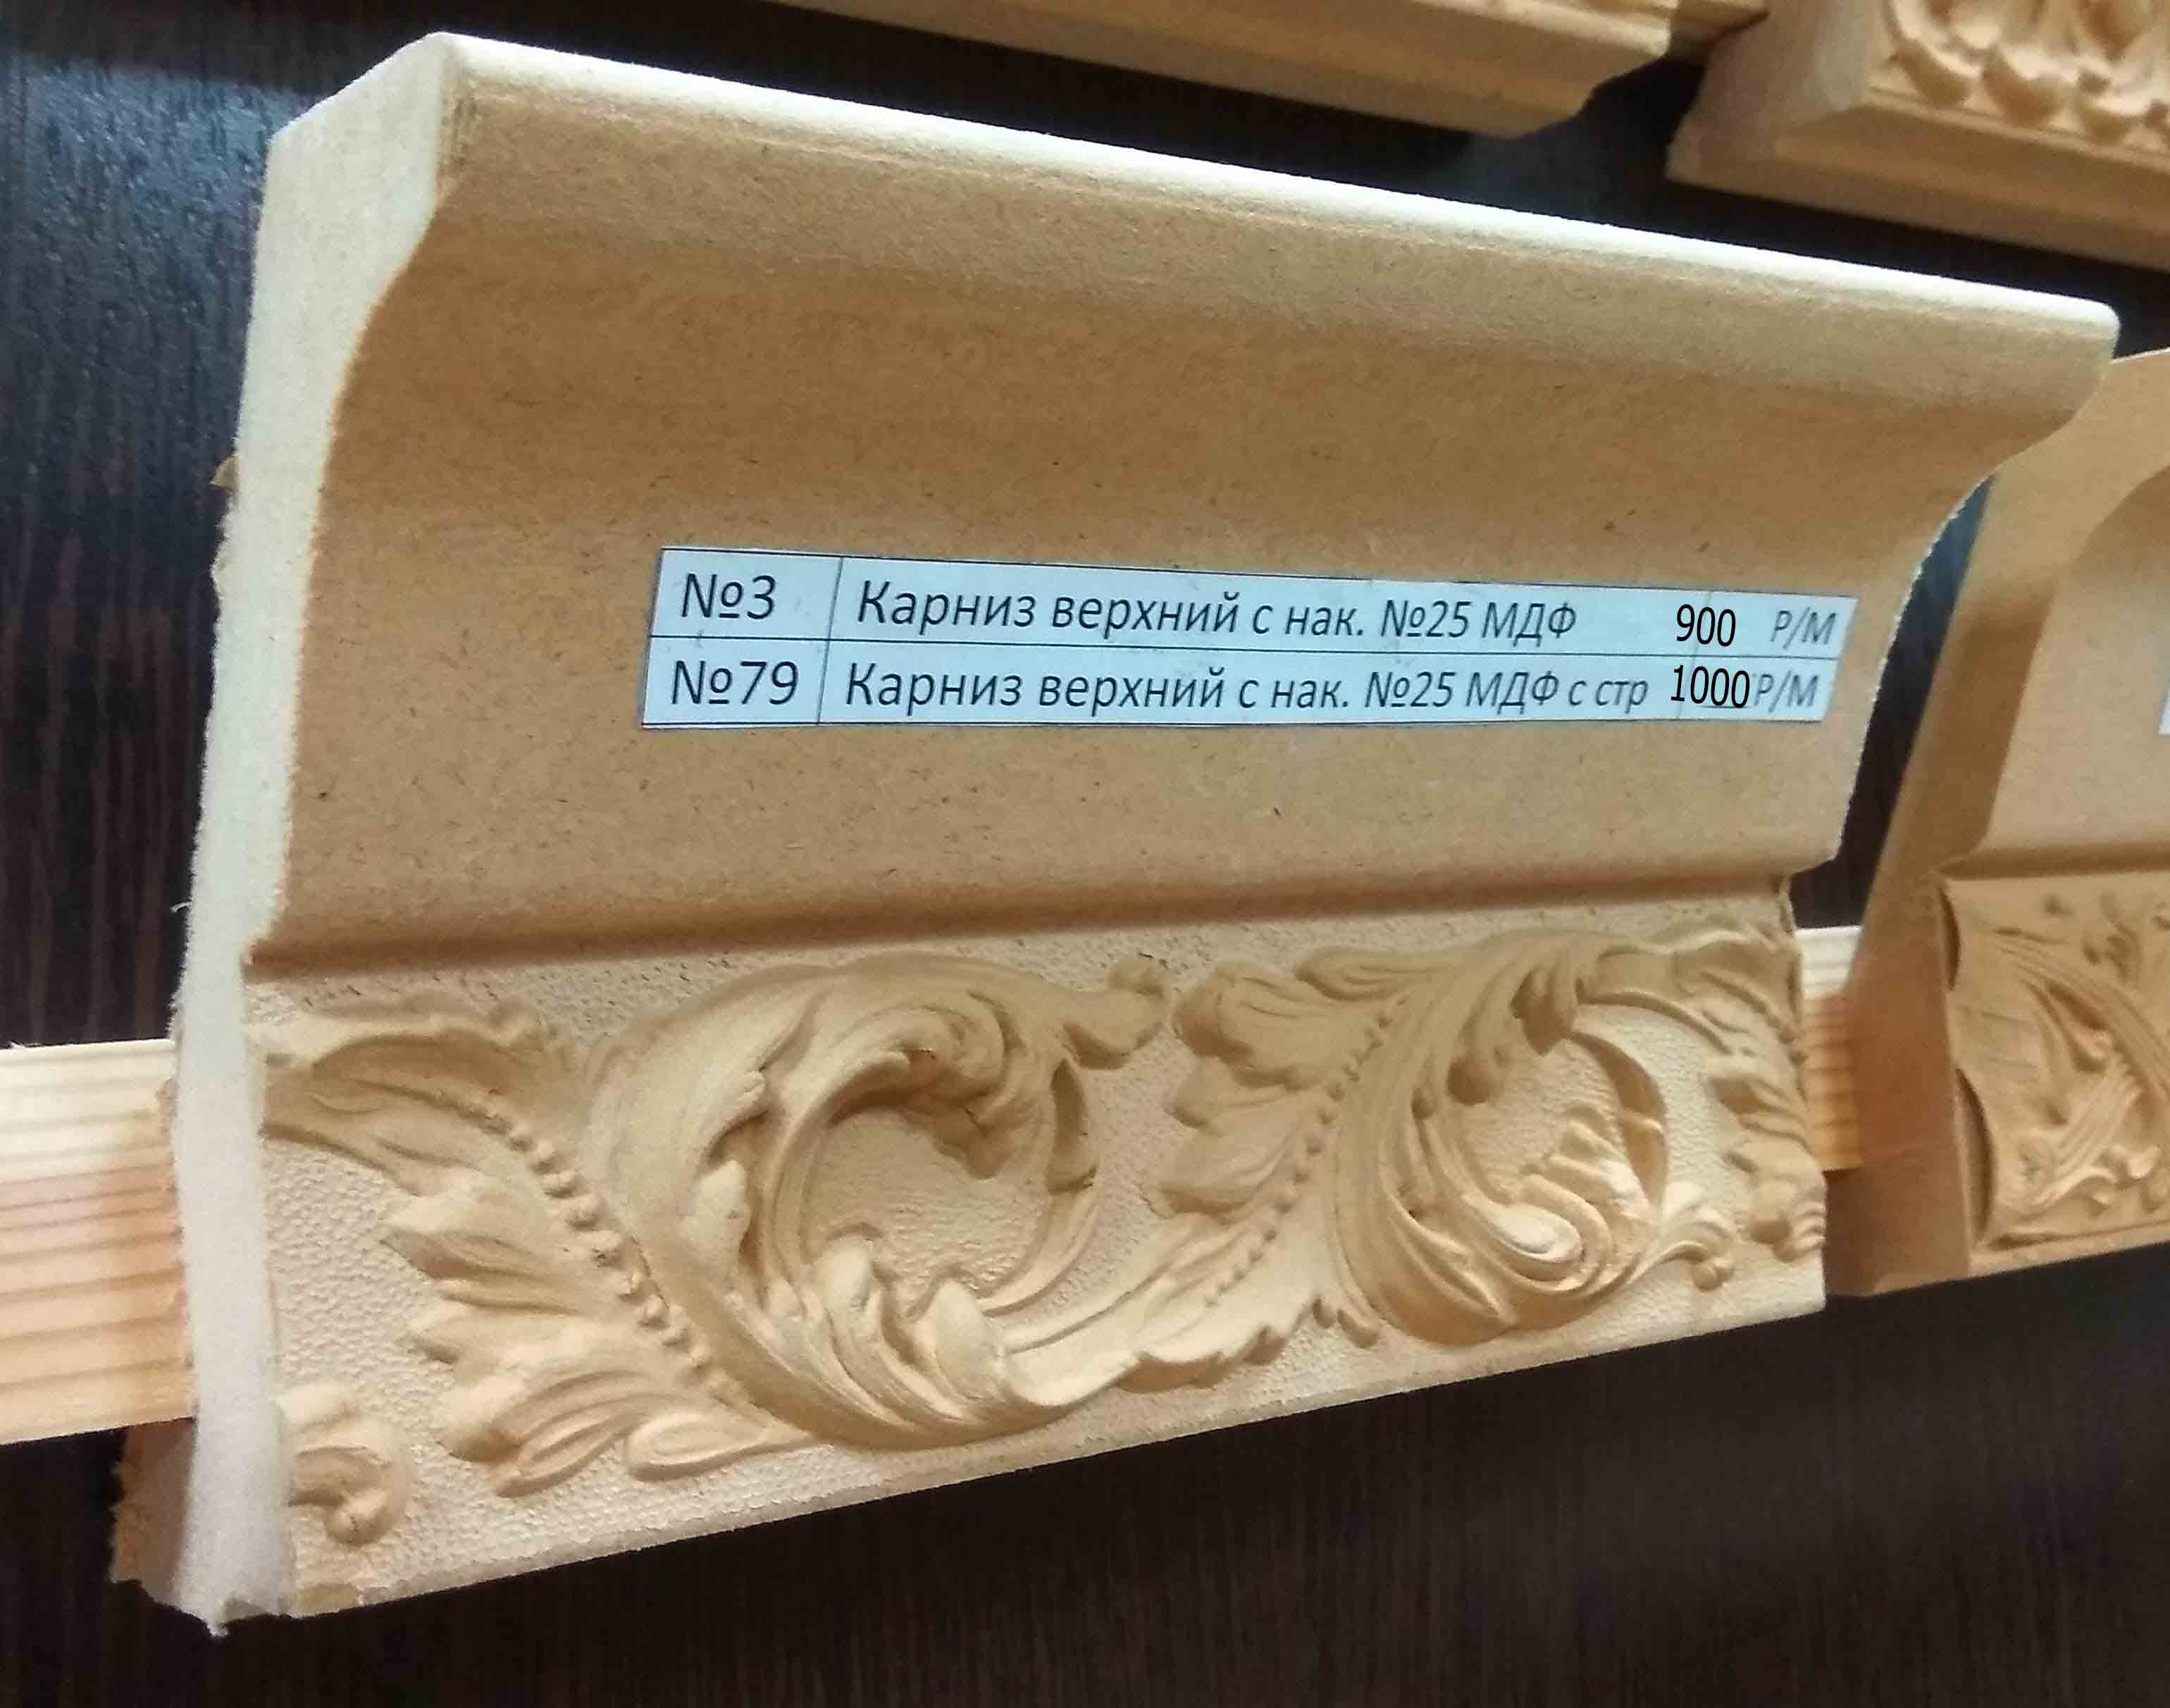 №3 Карниз верхний с нак. №25 МДФ 900 Р/М
№79 Карниз верхний с нак. №25 МДФ с стр 1000 Р/М